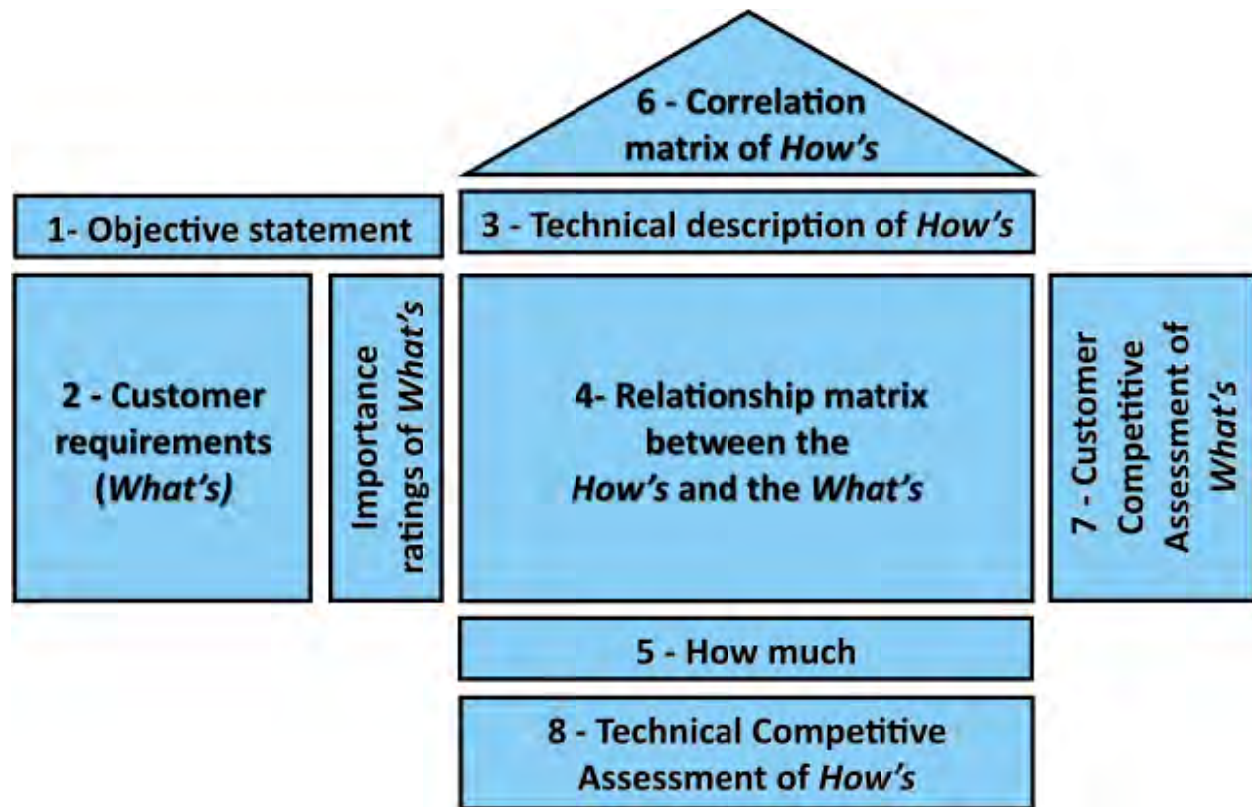 6 - Correlation
matrix of How's
1- Objective statement
3 - Technical description of How's
2 - Customer
requirements
(What's)
Importance
ratings of What's
4- Relationship matrix
between the
How's and the What's
7 - Customer
Competitive
Assessment of
What's
5 - How much
8 - Technical Competitive
Assessment of How's